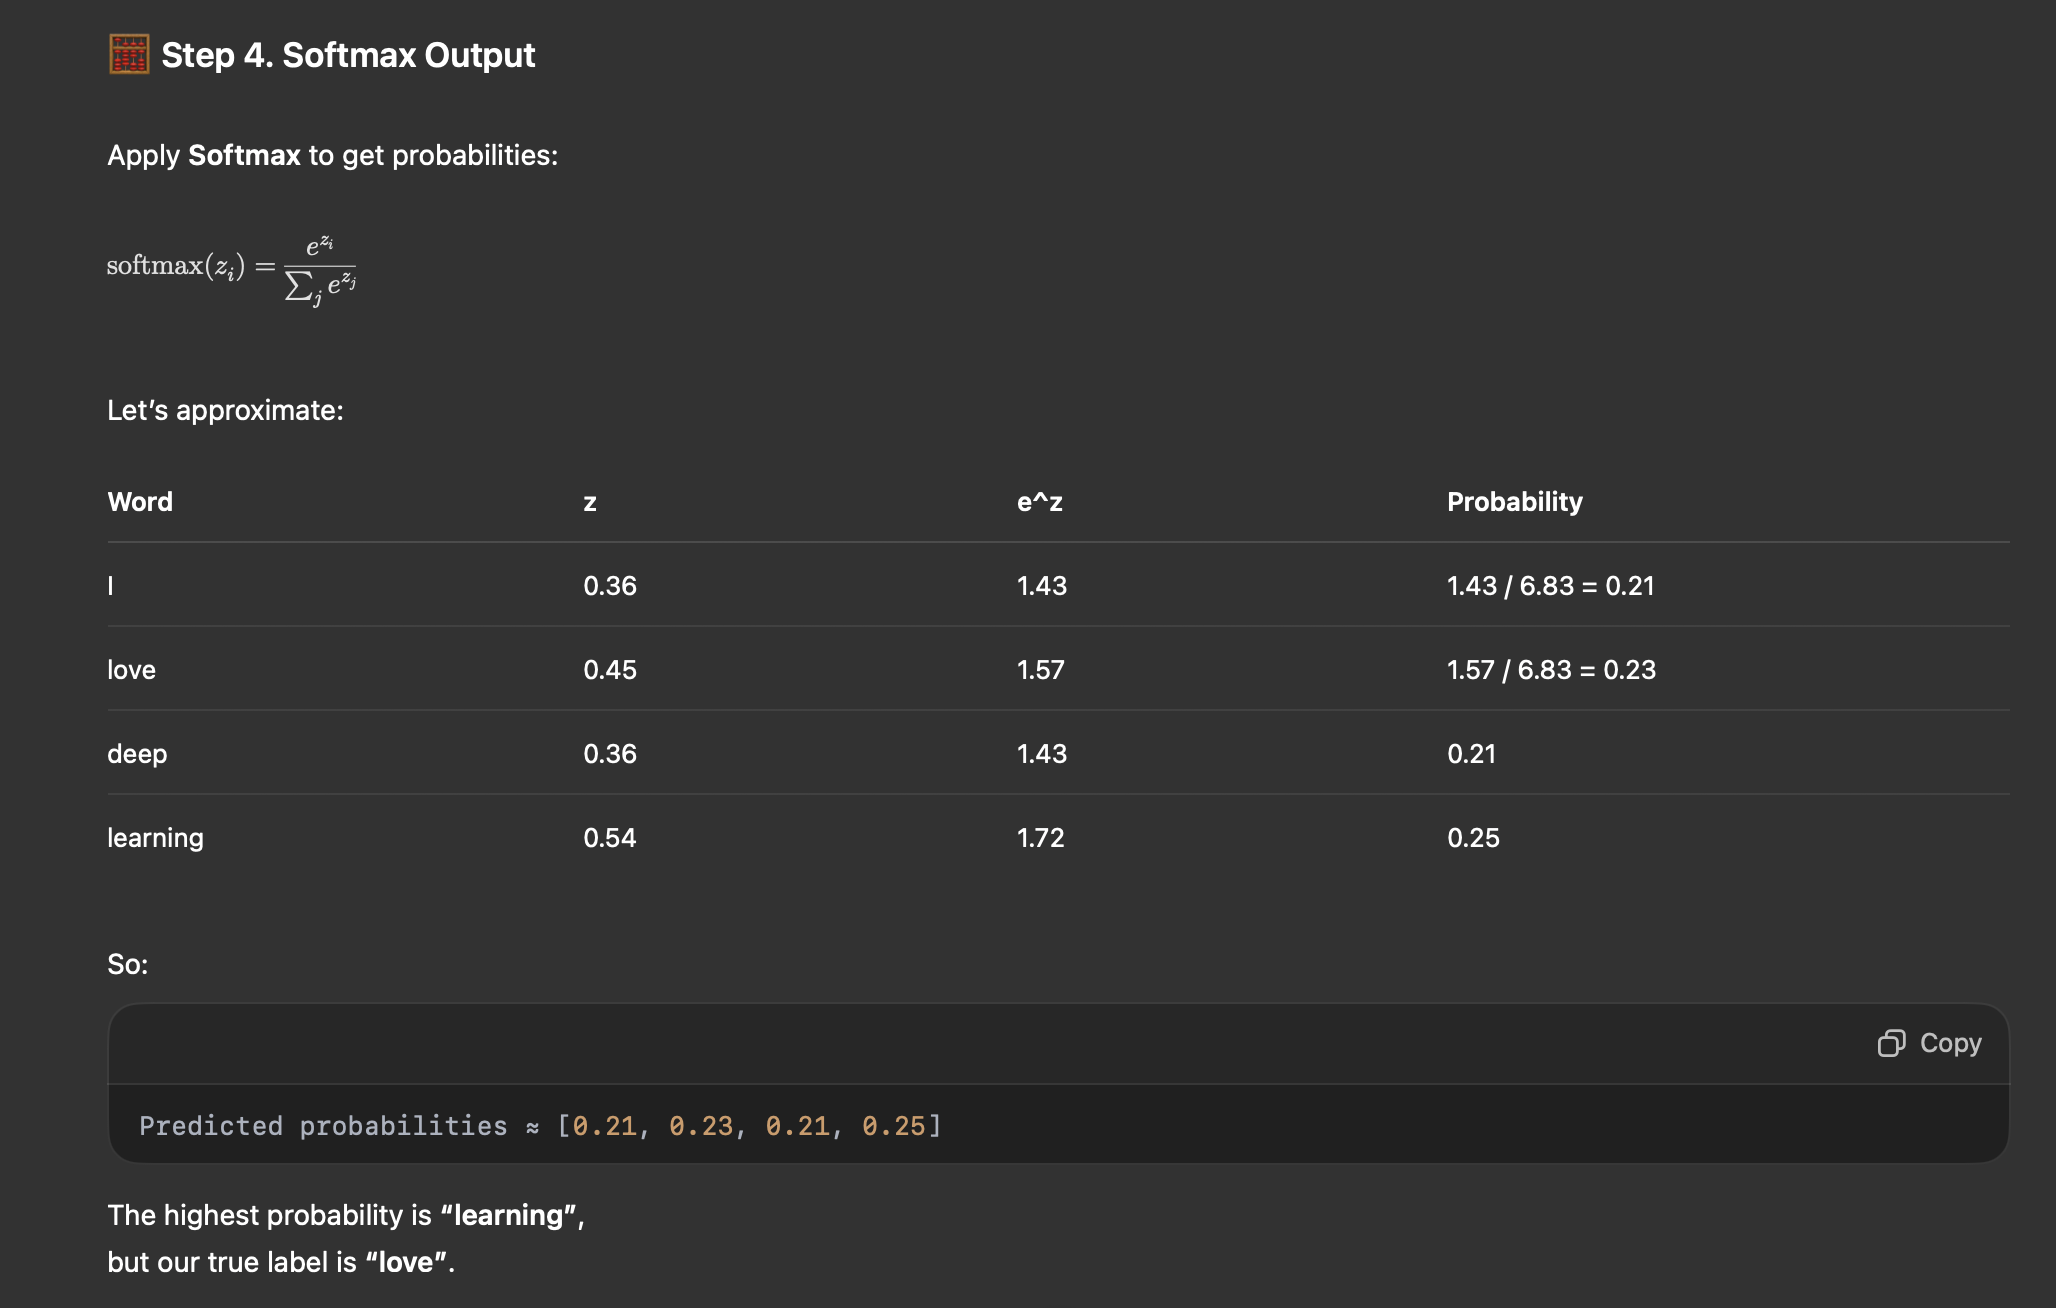 🧮 Step 4. Softmax Output
Apply Softmax to get probabilities:
softmax(z_i) = e^{z_i} / ∑_j e^{z_j}
Let’s approximate:
Word z e^z Probability
I 0.36 1.43 1.43 / 6.83 = 0.21
love 0.45 1.57 1.57 / 6.83 = 0.23
deep 0.36 1.43 0.21
learning 0.54 1.72 0.25
So:
Copy
Predicted probabilities ≈ [0.21, 0.23, 0.21, 0.25]
The highest probability is “learning”,
but our true label is “love”.